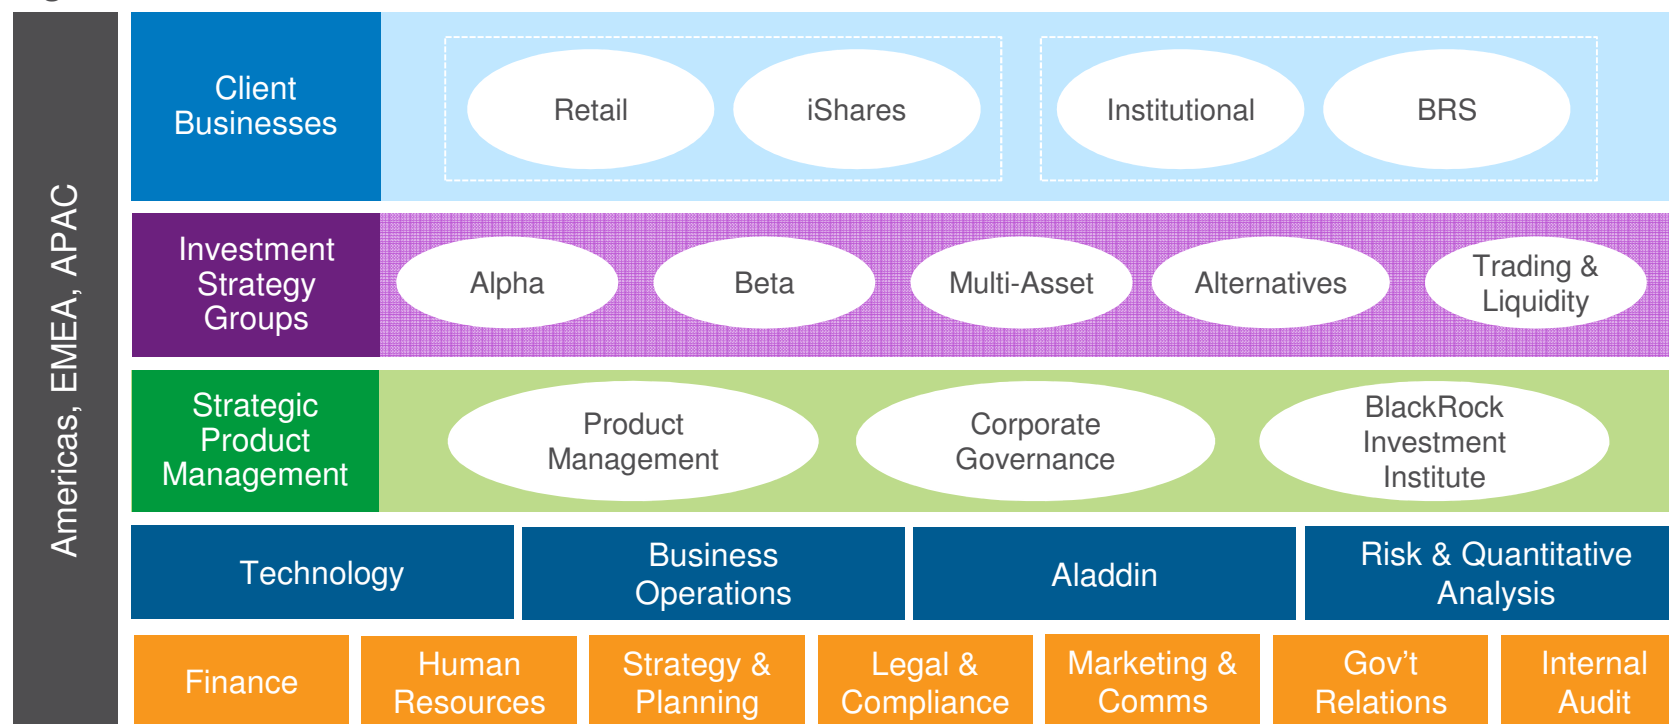 Americas, EMEA, APAC
Client
Businesses
Retail
iShares
Institutional
BRS
Investment
Strategy
Groups
Alpha
Beta
Multi-Asset
Alternatives
Trading &
Liquidity
Strategic
Product
Management
Product
Management
Corporate
Governance
BlackRock
Investment
Institute
Technology
Business
Operations
Aladdin
Risk & Quantitative
Analysis
Finance
Human
Resources
Strategy &
Planning
Legal &
Compliance
Marketing &
Comms
Gov’t
Relations
Internal
Audit